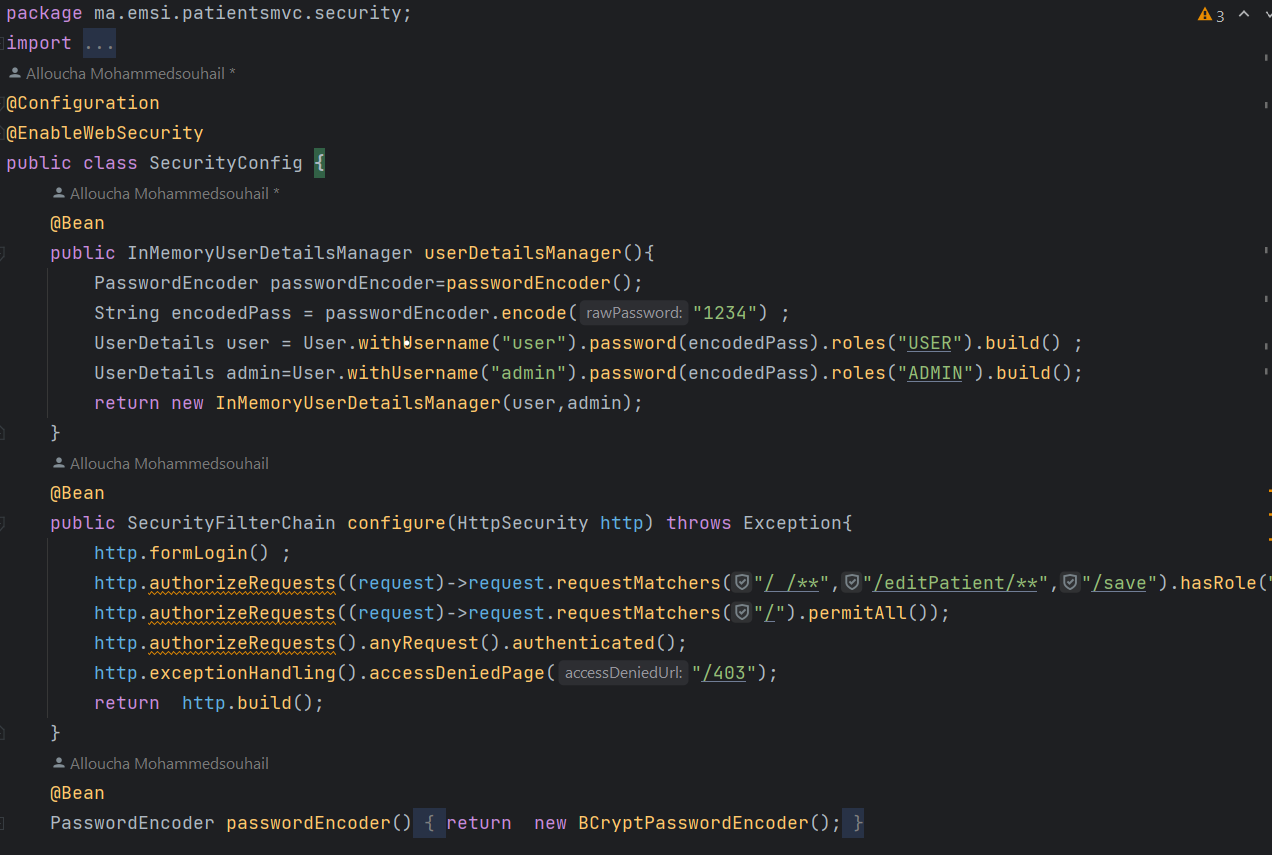 package ma.emsi.patientsmvc.security;
3
import ...
Alloucha Mohammedsouhail *
@Configuration
@EnableWebSecurity
public class SecurityConfig {
Alloucha Mohammedsouhail *
@Bean
public InMemoryUserDetailsManager userDetailsManager(){
PasswordEncoder passwordEncoder=passwordEncoder();
String encodedPass = passwordEncoder.encode( rawPassword: "1234") ;
UserDetails user = User.withUsername("user").password(encodedPass).roles("USER").build() ;
UserDetails admin=User.withUsername("admin").password(encodedPass).roles("ADMIN").build();
return new InMemoryUserDetailsManager(user,admin);
}
Alloucha Mohammedsouhail
@Bean
public SecurityFilterChain configure(HttpSecurity http) throws Exception{
http.formLogin() ;
http.authorizeRequests((request)->request.requestMatchers("/ /**","/editPatient/**","/save").hasRole("
http.authorizeRequests((request)->request.requestMatchers("/").permitAll());
http.authorizeRequests().anyRequest().authenticated();
http.exceptionHandling().accessDeniedPage( accessDeniedUrl: "/403");
return  http.build();
}
Alloucha Mohammedsouhail
@Bean
PasswordEncoder passwordEncoder() { return  new BCryptPasswordEncoder(); }